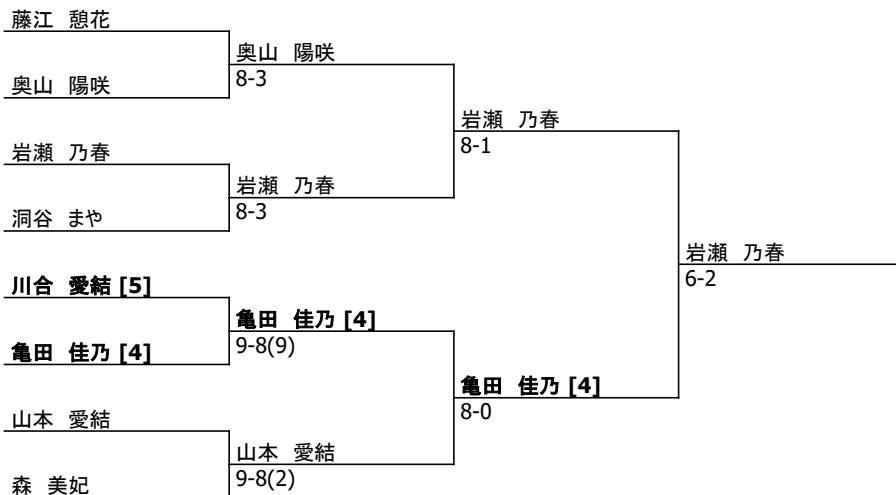 藤江 憩花
奥山 陽咲
8-3
奥山 陽咲
岩瀬 乃春
8-1
岩瀬 乃春
岩瀬 乃春
8-3
洞谷 まや
岩瀬 乃春
6-2
川合 愛結 [5]
亀田 佳乃 [4]
9-8(9)
亀田 佳乃 [4]
亀田 佳乃 [4]
8-0
山本 愛結
山本 愛結
9-8(2)
森 美妃